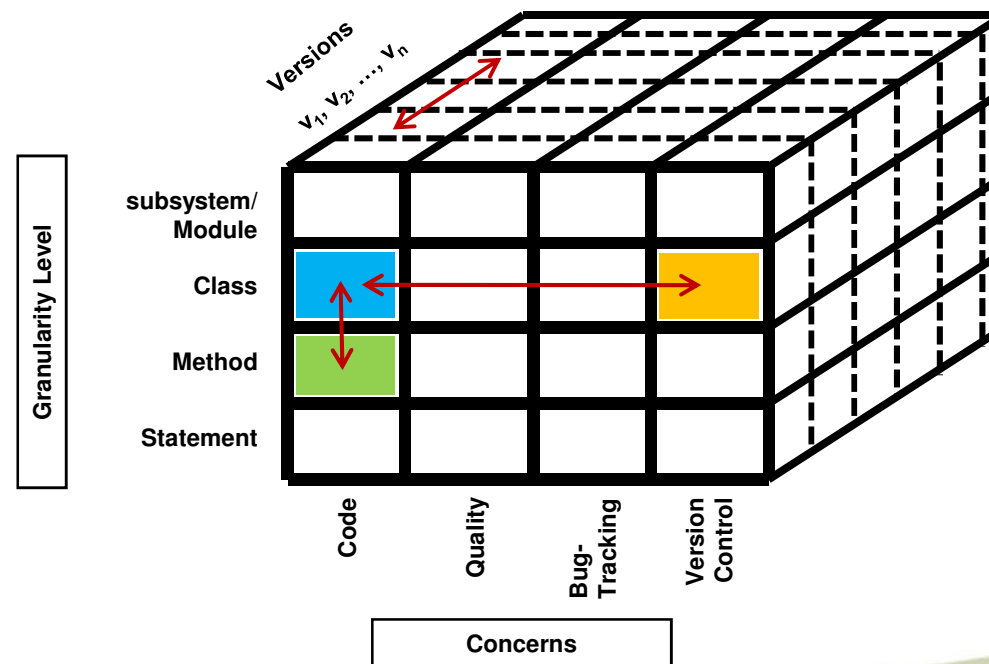 Versions
v1, v2, ..., vn
Granularity Level
subsystem/
Module
Class
Method
Statement
Code
Quality
Bug-
Tracking
Version
Control
Concerns